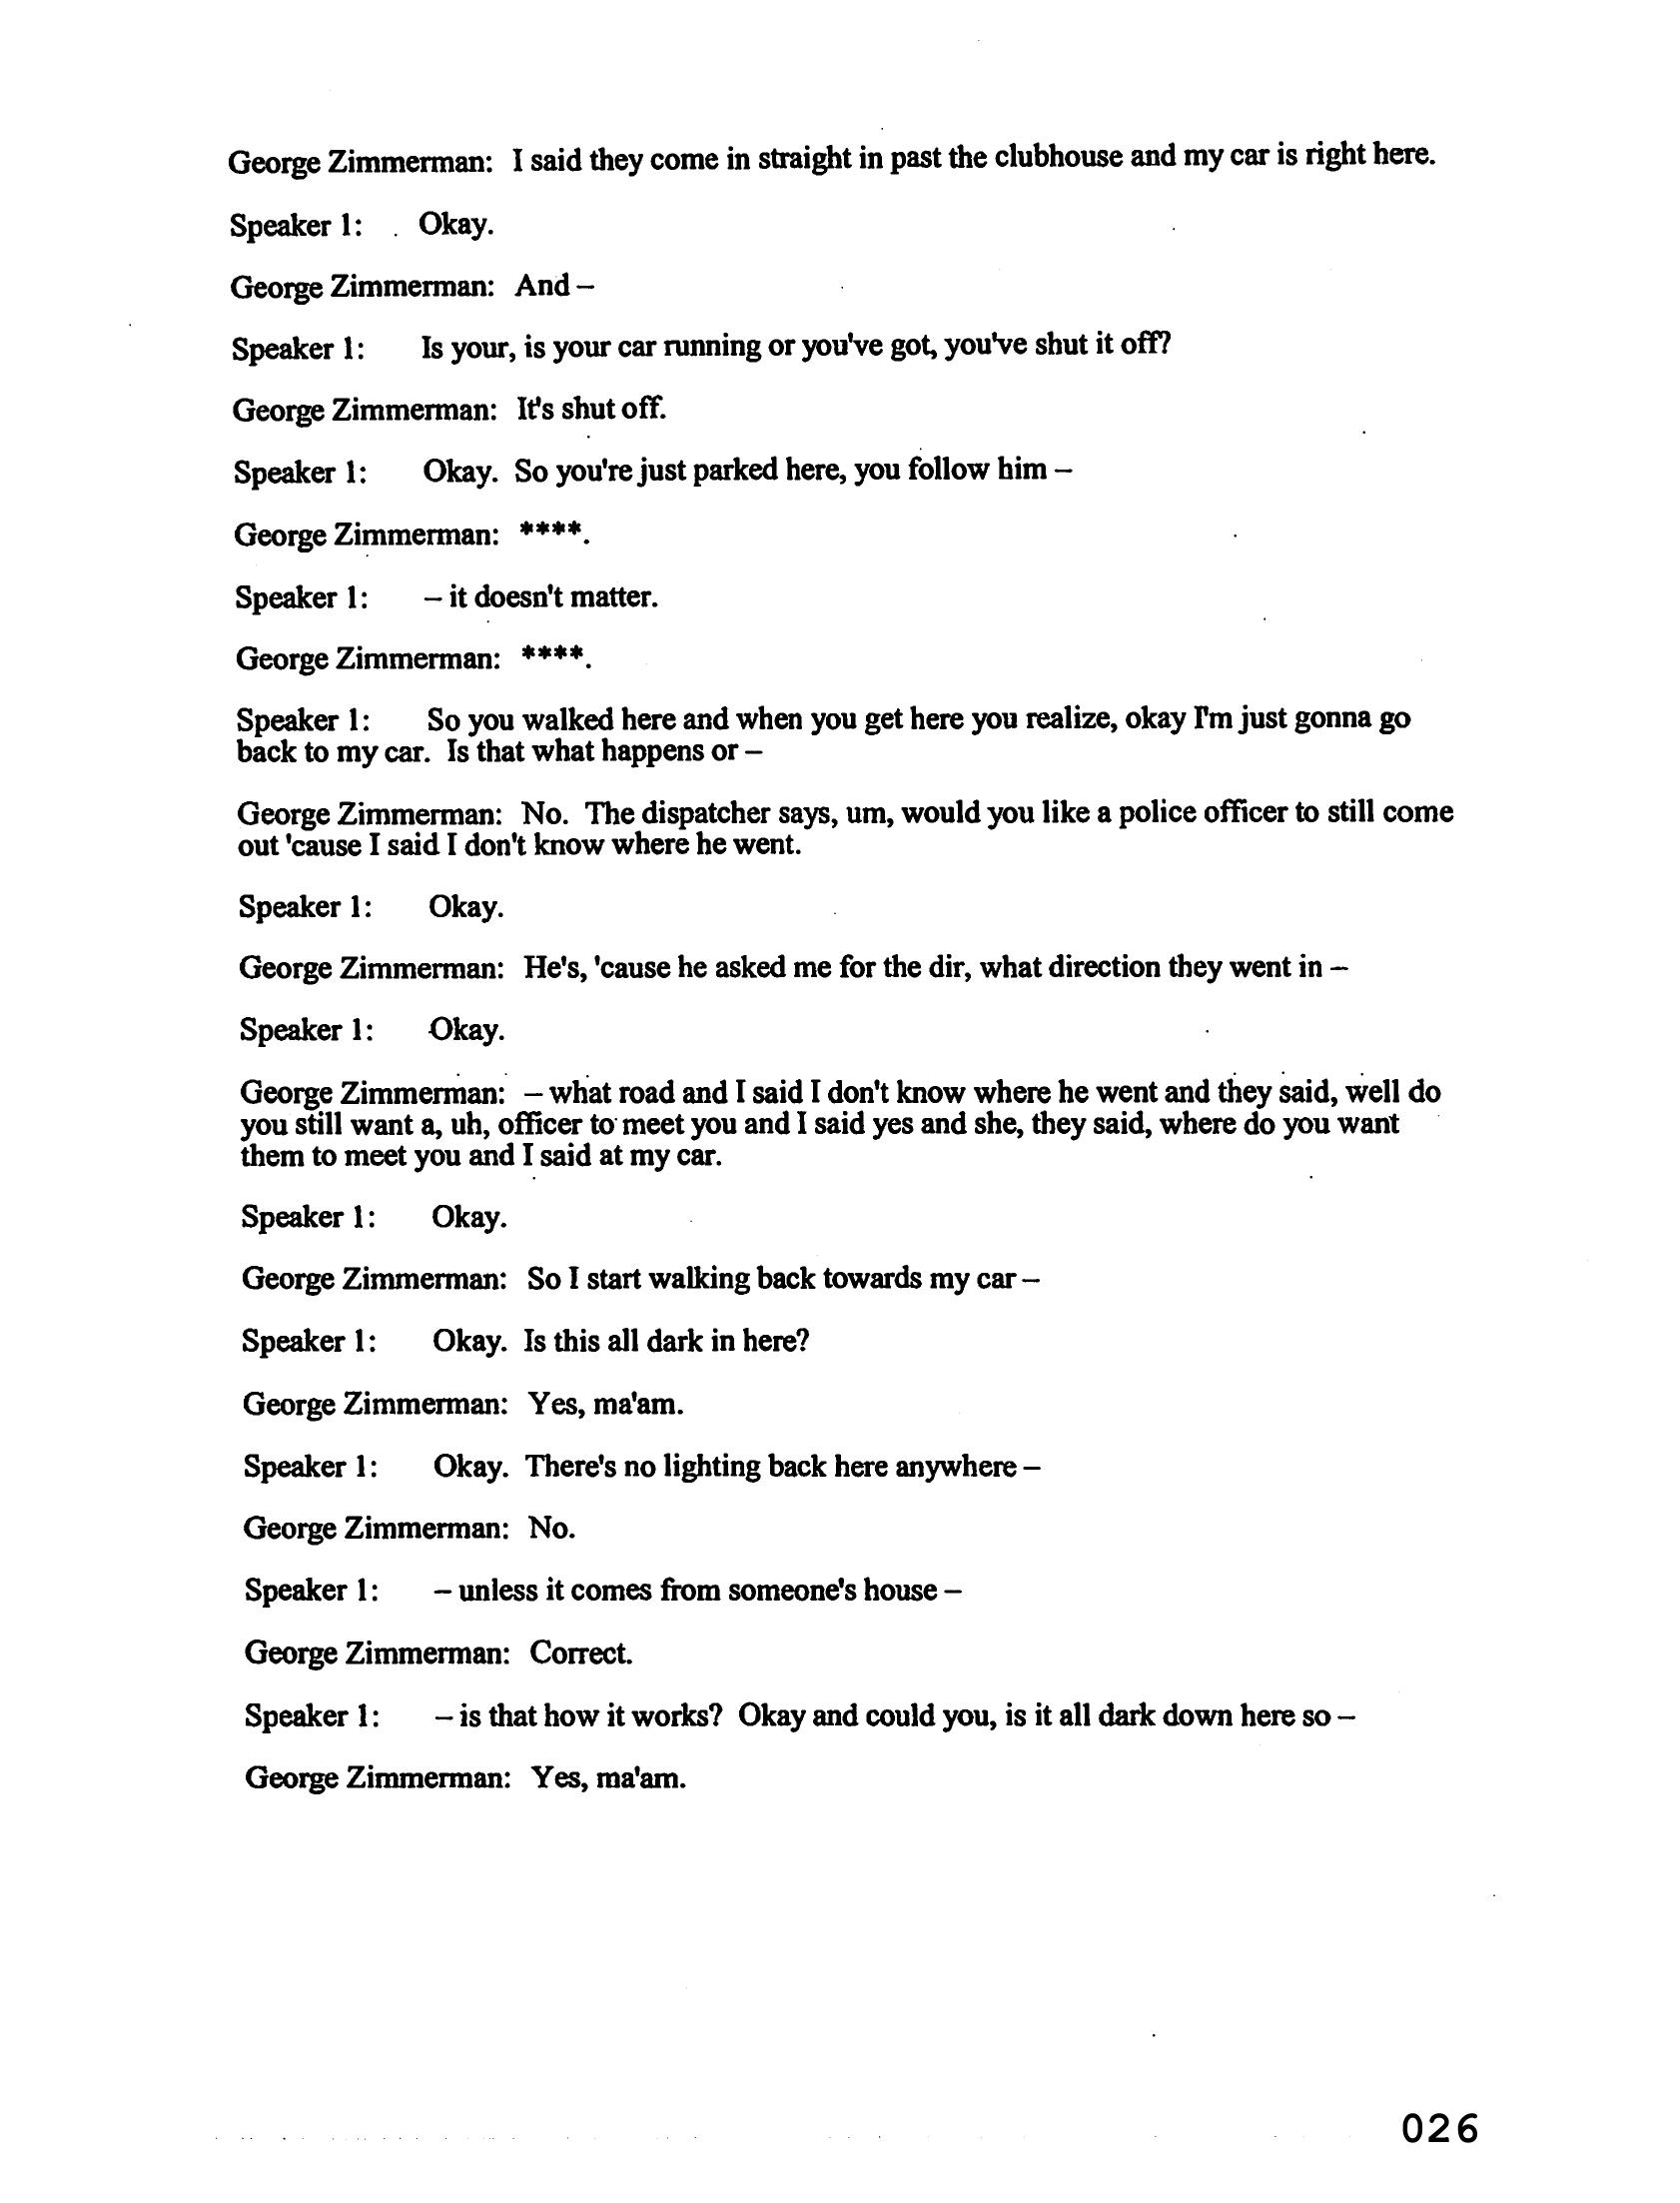 George Zimmerman: I said they come in straight in past the clubhouse and my car is right here.
Speaker 1: Okay.
George Zimmerman: And –
Speaker 1: Is your, is your car running or you've got, you've shut it off?
George Zimmerman: It's shut off.
Speaker 1: Okay. So you're just parked here, you follow him –
George Zimmerman: ****.
Speaker 1: – it doesn't matter.
George Zimmerman: ****.
Speaker 1: So you walked here and when you get here you realize, okay I'm just gonna go
back to my car. Is that what happens or –
George Zimmerman: No. The dispatcher says, um, would you like a police officer to still come
out 'cause I said I don't know where he went.
Speaker 1: Okay.
George Zimmerman: He's, 'cause he asked me for the dir, what direction they went in –
Speaker 1: Okay.
George Zimmerman: – what road and I said I don't know where he went and they said, well do
you still want a, uh, officer to meet you and I said yes and she, they said, where do you want
them to meet you and I said at my car.
Speaker 1: Okay.
George Zimmerman: So I start walking back towards my car –
Speaker 1: Okay. Is this all dark in here?
George Zimmerman: Yes, ma'am.
Speaker 1: Okay. There's no lighting back here anywhere –
George Zimmerman: No.
Speaker 1: – unless it comes from someone's house –
George Zimmerman: Correct.
Speaker 1: – is that how it works? Okay and could you, is it all dark down here so –
George Zimmerman: Yes, ma'am.
026